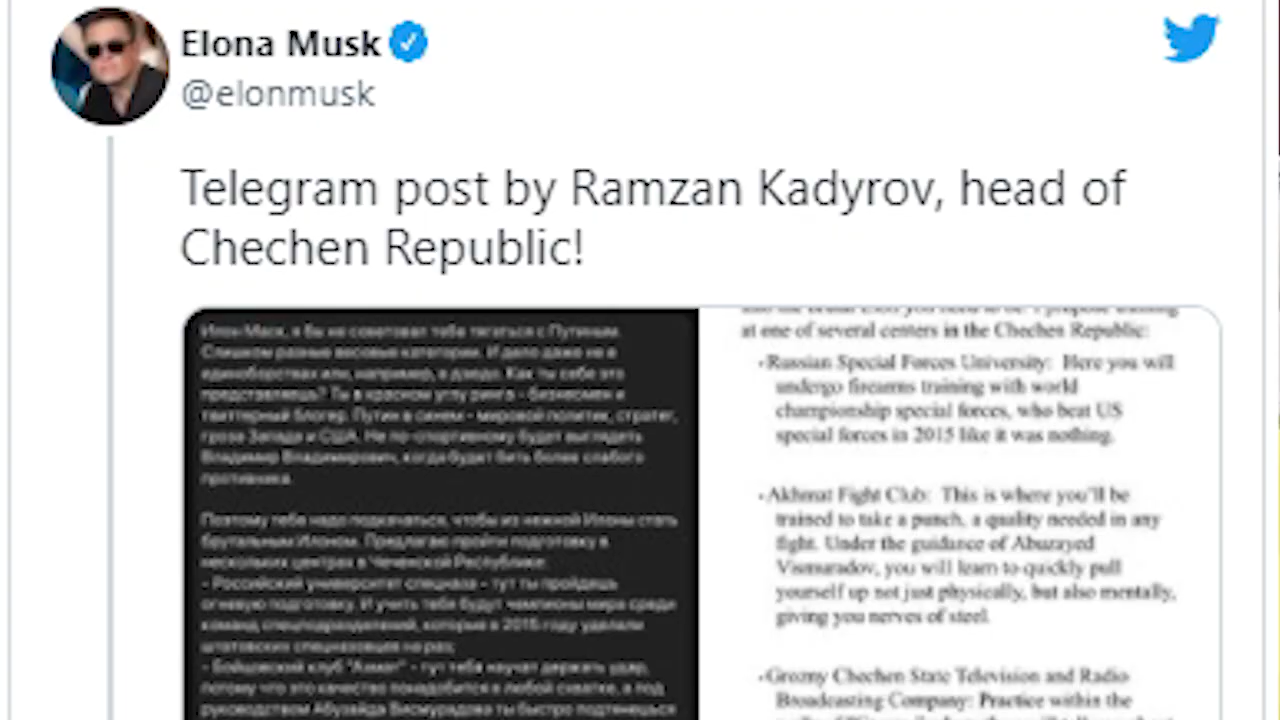 Elona Musk
@elonmusk
Telegram post by Ramzan Kadyrov, head of
Chechen Republic!
Илон Маск, я бы не советовал тебе тягаться с Путиным.
Слишком разные весовые категории. И дело даже не в
единоборствах или, например, в дзюдо. Как ты себе это
представляешь? Ты в красном углу ринга - бизнесмен и
твиттерный блогер. Путин в синем - мировой политик, стратег,
гроза Запада и США. Не по-спортивному будет выглядеть
Владимир Владимирович, когда будет бить более слабого
противника.
Поэтому тебе надо подкачаться, чтобы из нежной Илоны стать
брутальным Илоном. Предлагаю пройти подготовку в
нескольких центрах в Чеченской Республике:
- Российский университет спецназа - тут ты пройдешь
огневую подготовку. И учить тебя будут чемпионы мира среди
команд спецподразделений, которые в 2015 году уделали
штатовских спецназовцев на раз;
- Бойцовский клуб "Ахмат" - тут тебя научат держать удар,
потому что это качество понадобится в любой схватке, а под
руководством Абузайда Висмурадова ты быстро подтянешься
at one of several centers in the Chechen Republic:
-Russian Special Forces University: Here you will
undergo firearms training with world
championship special forces, who beat US
special forces in 2015 like it was nothing.
-Akhmat Fight Club: This is where you'll be
trained to take a punch, a quality needed in any
fight. Under the guidance of Abuzayed
Vismuradov, you will learn to quickly pull
yourself up not just physically, but also mentally,
giving you nerves of steel.
-Grozny Chechen State Television and Radio
Broadcasting Company: Practice within the